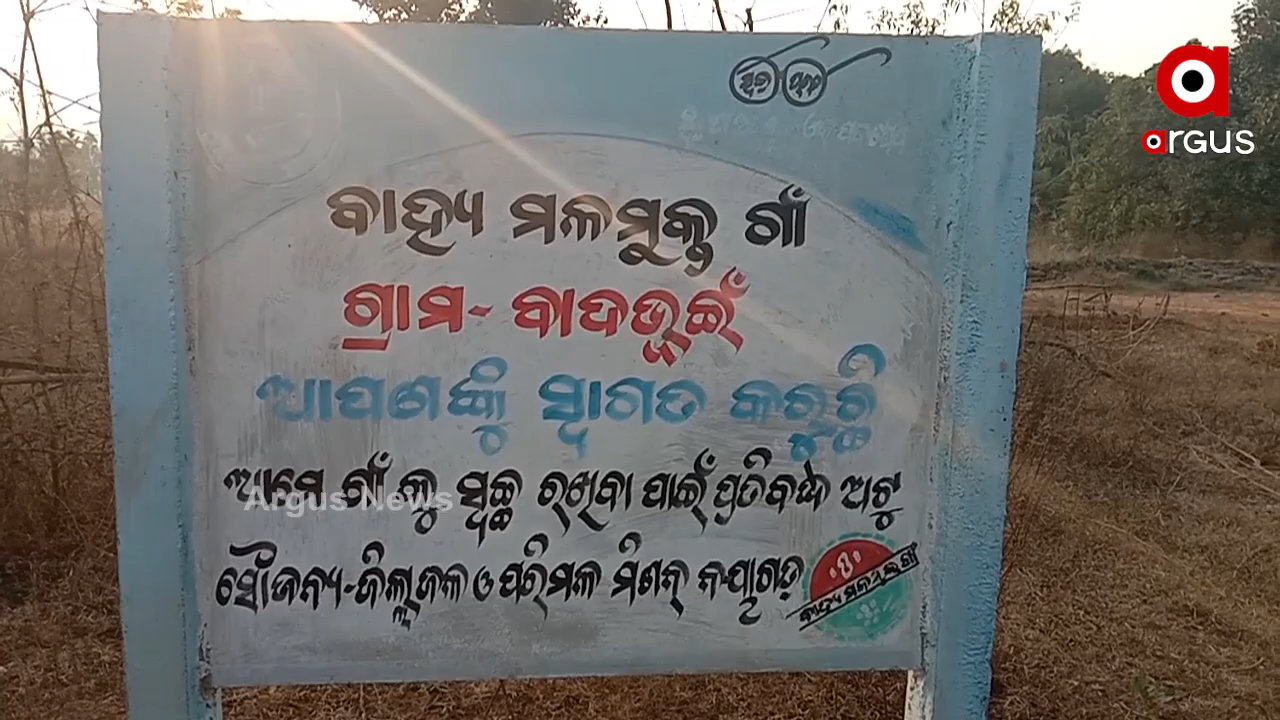 argus
ବାହ୍ୟ ମଳମୁକ୍ତ ଗାଁ
ଗ୍ରାମ- ବାଦଭୂଇଁ
ଆପଣଙ୍କୁ ସ୍ୱାଗତ କରୁଛି
ଆମେ ଗାଁ କୁ ସ୍ୱଚ୍ଛ ରଖିବା ପାଇଁ ପ୍ରତିବଦ୍ଧ ଅଟୁ
Argus News
ସୌଜନ୍ୟ-ଜିଲ୍ଲା ଜଳ ଓ ପରିମଳ ମିଶନ୍ ନୟାଗଡ଼
ବାହ୍ୟ ମଳମୁକ୍ତ ଗାଁ